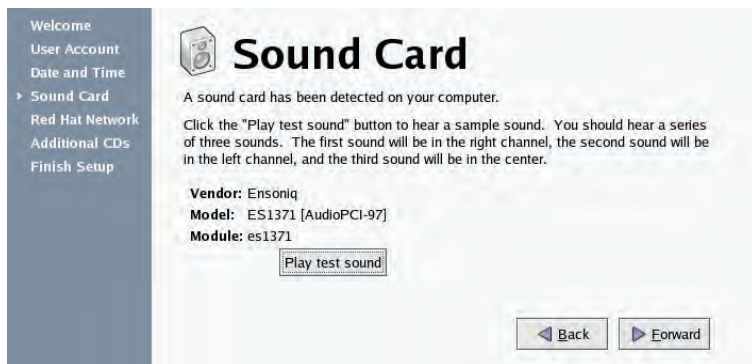 Welcome
User Account
Date and Time
> Sound Card
Red Hat Network
Additional CDs
Finish Setup
Sound Card
A sound card has been detected on your computer.
Click the "Play test sound" button to hear a sample sound. You should hear a series
of three sounds. The first sound will be in the right channel, the second sound will be
in the left channel, and the third sound will be in the center.
Vendor: Ensoniq
Model: ES1371 [AudioPCI-97]
Module: es1371
Play test sound
Back
Forward